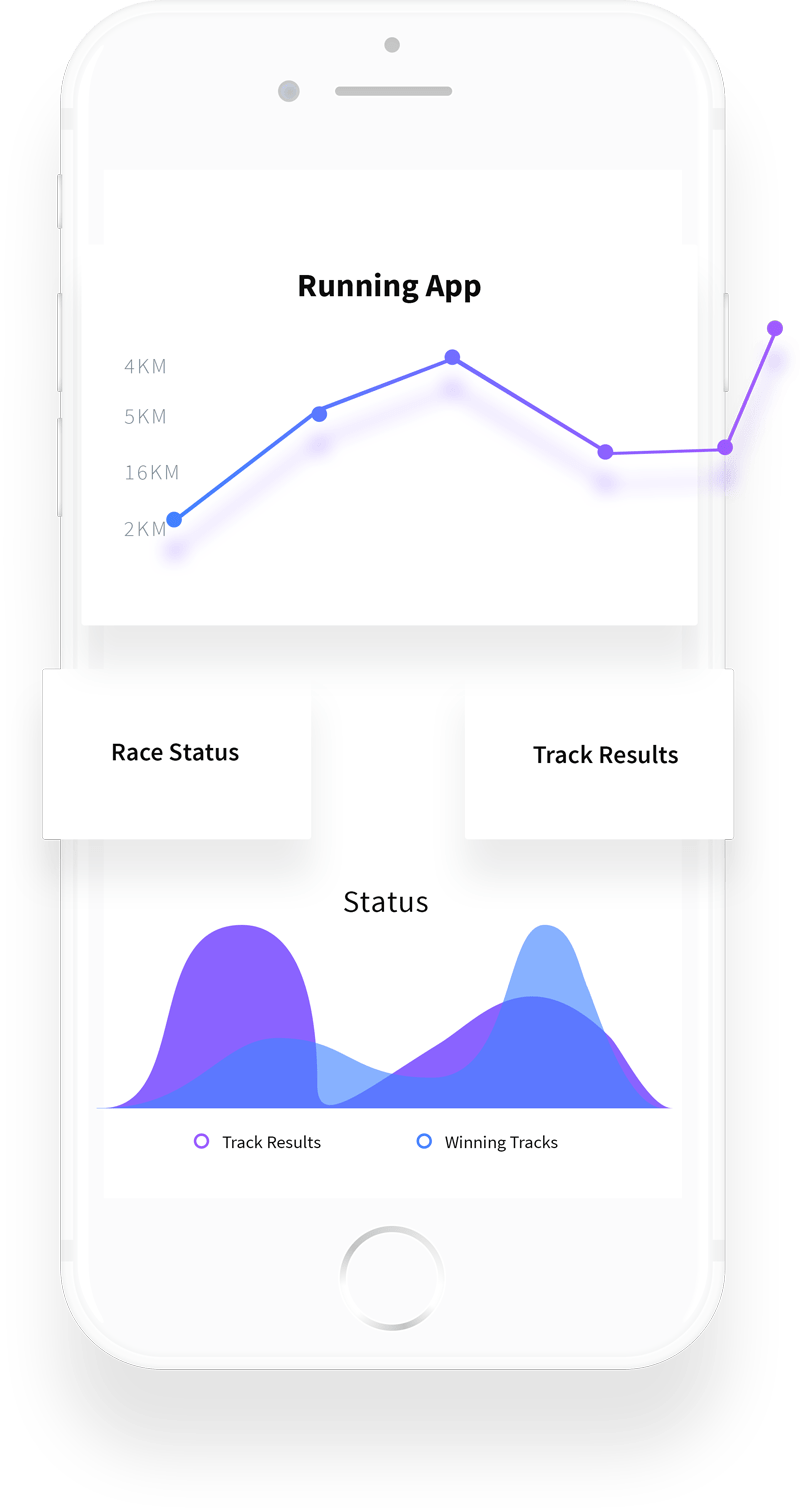 Running App
4KM
5KM
16KM
2KM
Race Status
Track Results
Status
Track Results
Winning Tracks